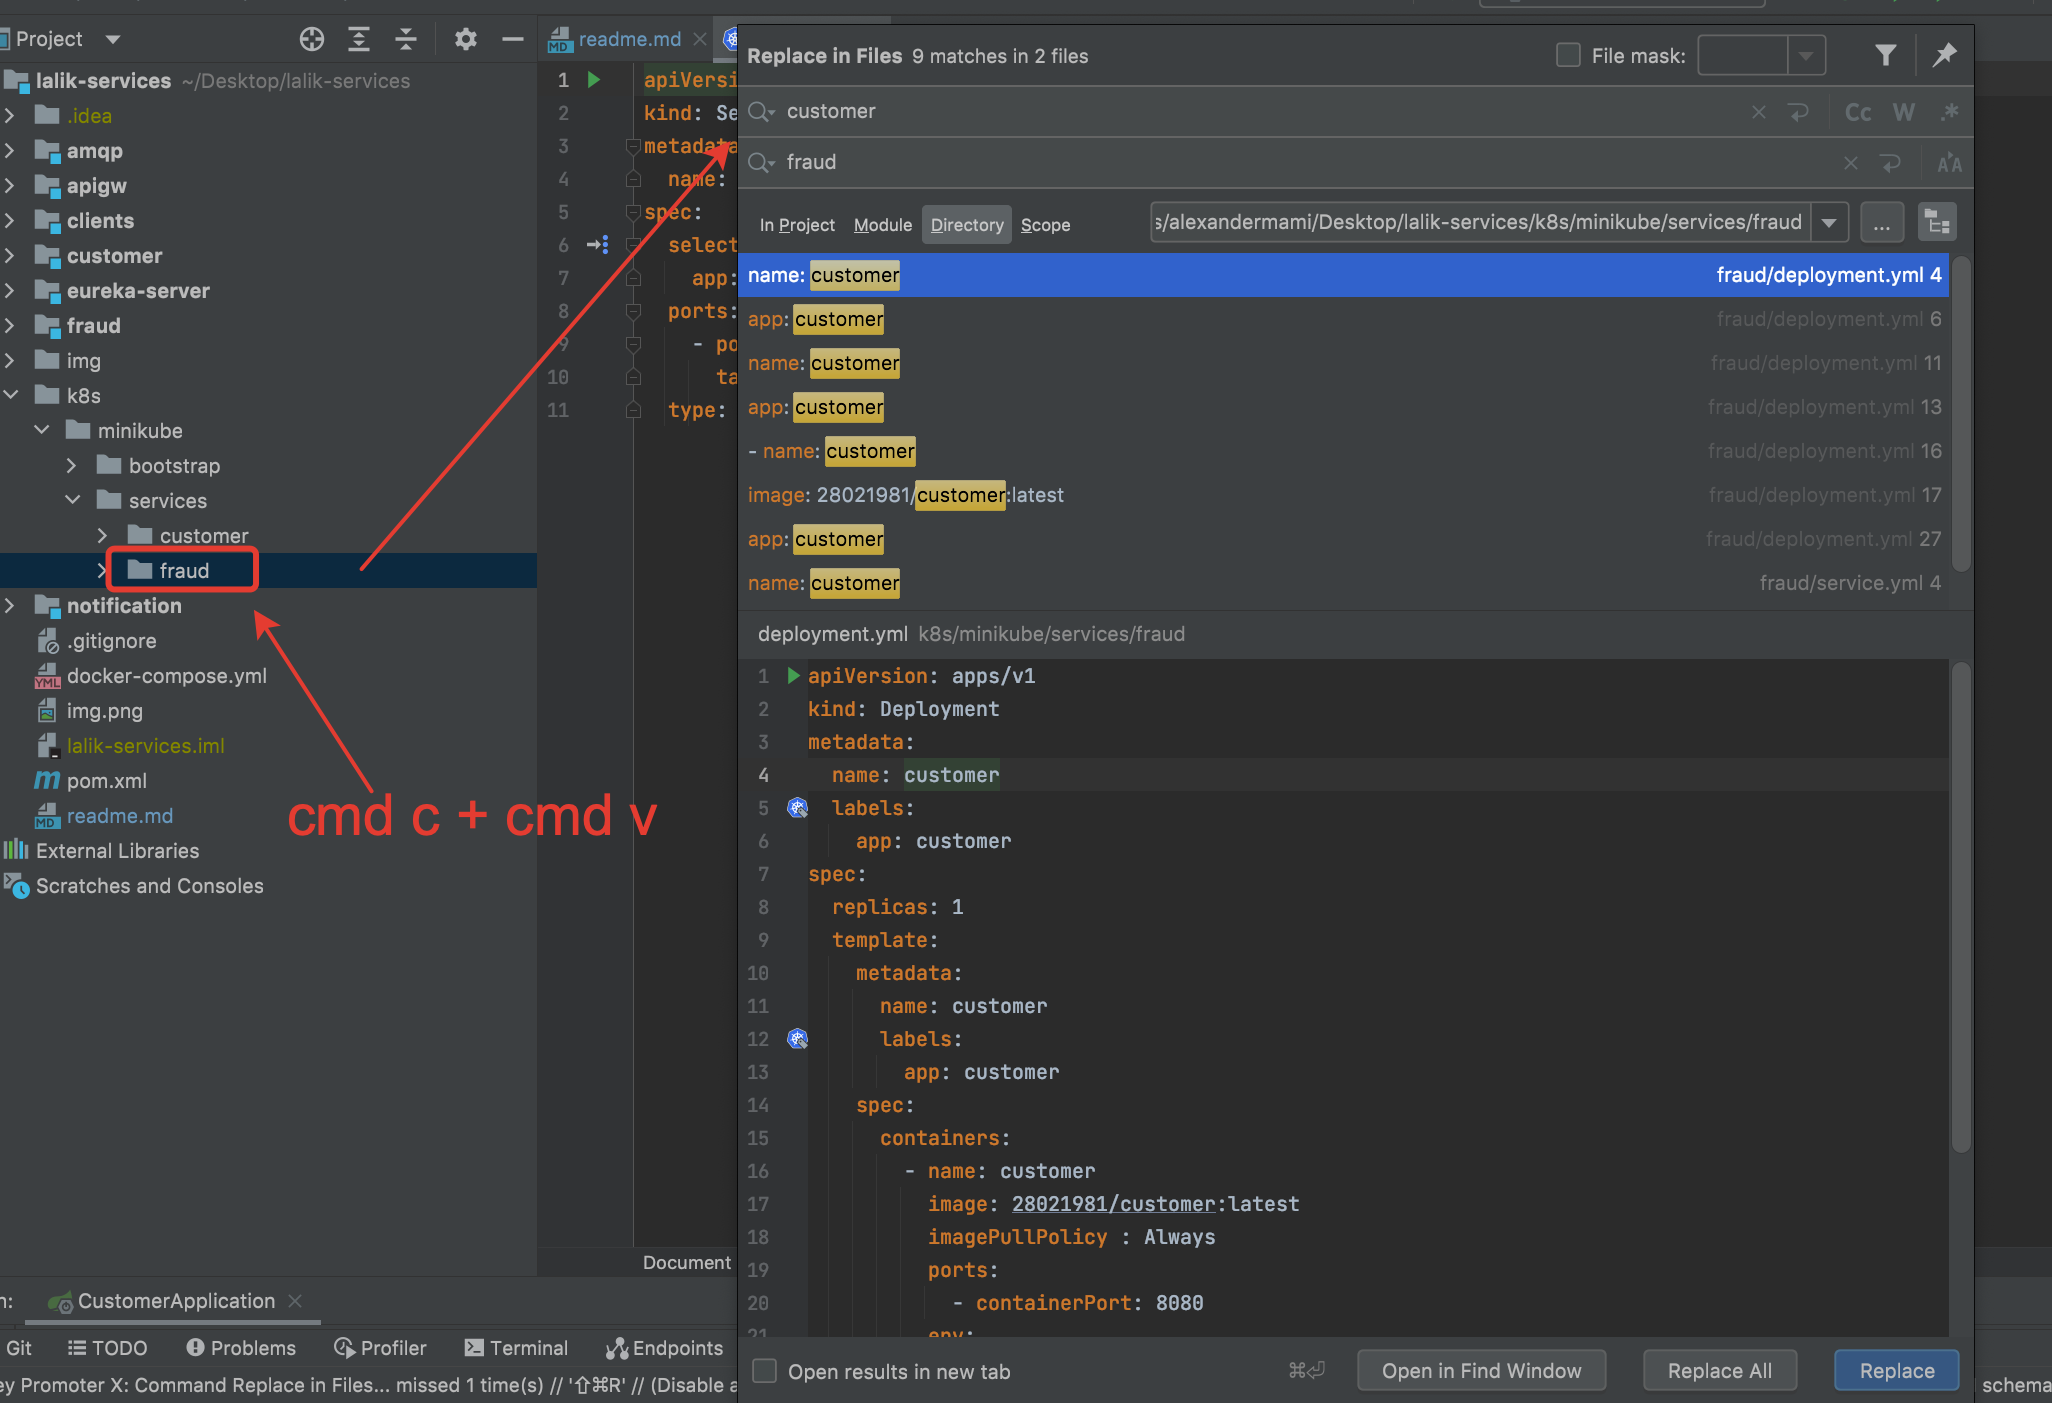 Project
lalik-services ~/Desktop/lalik-services
.idea
amqp
apigw
clients
customer
eureka-server
fraud
img
k8s
minikube
bootstrap
services
customer
fraud
notification
.gitignore
docker-compose.yml
img.png
lalik-services.iml
pom.xml
readme.md
External Libraries
Scratches and Consoles
cmd c + cmd v
readme.md
1 apiVersi
2 kind: Se
3 metadata
4 name:
5 spec:
6 select
7 app:
8 ports:
9 - po
10 ta
11 type:
Document
Replace in Files 9 matches in 2 files
File mask:
customer
Cc W .*
fraud
In Project Module Directory Scope
s/alexandermami/Desktop/lalik-services/k8s/minikube/services/fraud
...
name: customer fraud/deployment.yml 4
app: customer fraud/deployment.yml 6
name: customer fraud/deployment.yml 11
app: customer fraud/deployment.yml 13
- name: customer fraud/deployment.yml 16
image: 28021981/customer:latest fraud/deployment.yml 17
app: customer fraud/deployment.yml 27
name: customer fraud/service.yml 4
deployment.yml k8s/minikube/services/fraud
1 apiVersion: apps/v1
2 kind: Deployment
3 metadata:
4 name: customer
5 labels:
6 app: customer
7 spec:
8 replicas: 1
9 template:
10 metadata:
11 name: customer
12 labels:
13 app: customer
14 spec:
15 containers:
16 - name: customer
17 image: 28021981/customer:latest
18 imagePullPolicy : Always
19 ports:
20 - containerPort: 8080
21 env:
Open results in new tab
⌘⏎
Open in Find Window
Replace All
Replace
n:
CustomerApplication
Git
TODO
Problems
Profiler
Terminal
Endpoints
ey Promoter X: Command Replace in Files... missed 1 time(s) // '⇧⌘R' // (Disable a
schema